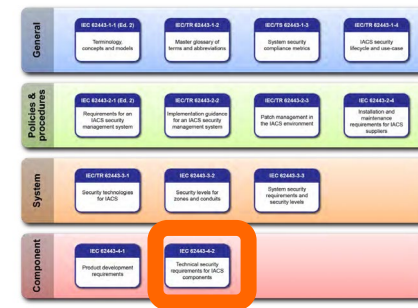 General
IEC 62443-1-1 (Ed. 2)
Terminology,
concepts and models
IEC/TR 62443-1-2
Master glossary of
terms and abbreviations
IEC/TS 62443-1-3
System security
compliance metrics
IEC/TR 62443-1-4
IACS security
lifecycle and use-case
Policies &
procedures
IEC 62443-2-1 (Ed. 2)
Requirements for an
IACS security
management system
IEC/TR 62443-2-2
Implementation guidance
for an IACS security
management system
IEC/TR 62443-2-3
Patch management in
the IACS environment
IEC 62443-2-4
Installation and
maintenance
requirements for IACS
suppliers
System
IEC/TR 62443-3-1
Security technologies
for IACS
IEC 62443-3-2
Security levels for
zones and conduits
IEC 62443-3-3
System security
requirements and
security levels
Component
IEC 62443-4-1
Product development
requirements
IEC 62443-4-2
Technical security
requirements for IACS
components